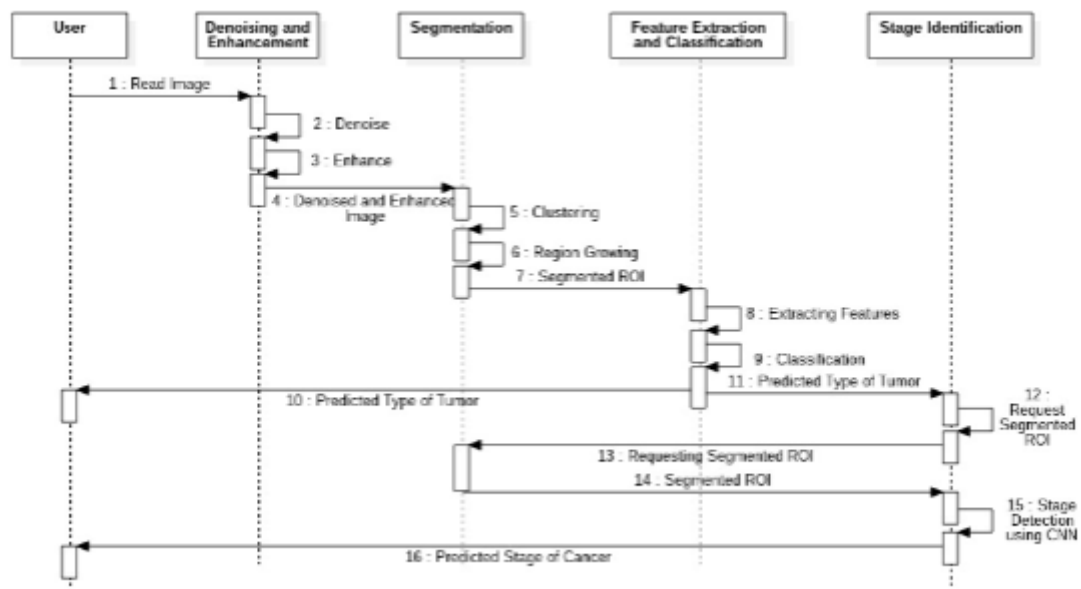 User
Denoising and
Enhancement
Segmentation
Feature Extraction
and Classification
Stage Identification
1 : Read Image
2 : Denoise
3 : Enhance
4 : Denoised and Enhanced
Image
5 : Clustering
6 : Region Growing
7 : Segmented ROI
8 : Extracting Features
9 : Classification
11 : Predicted Type of Tumor
10 : Predicted Type of Tumor
12 :
Request
Segmented
ROI
13 : Requesting Segmented ROI
14 : Segmented ROI
15 : Stage
Detection
using CNN
16 : Predicted Stage of Cancer